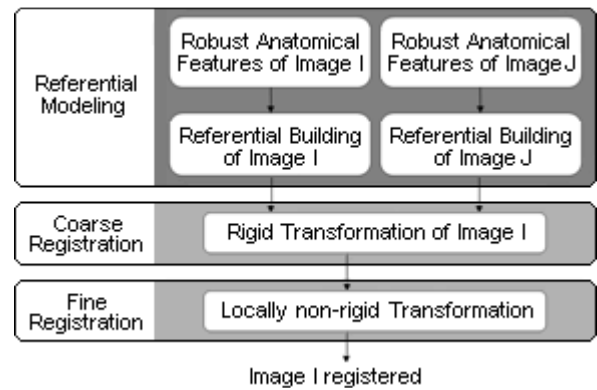 Referential
Modeling
Robust Anatomical
Features of Image I
Robust Anatomical
Features of Image J
Referential Building
of Image I
Referential Building
of Image J
Coarse
Registration
Rigid Transformation of Image I
Fine
Registration
Locally non-rigid Transformation
Image I registered